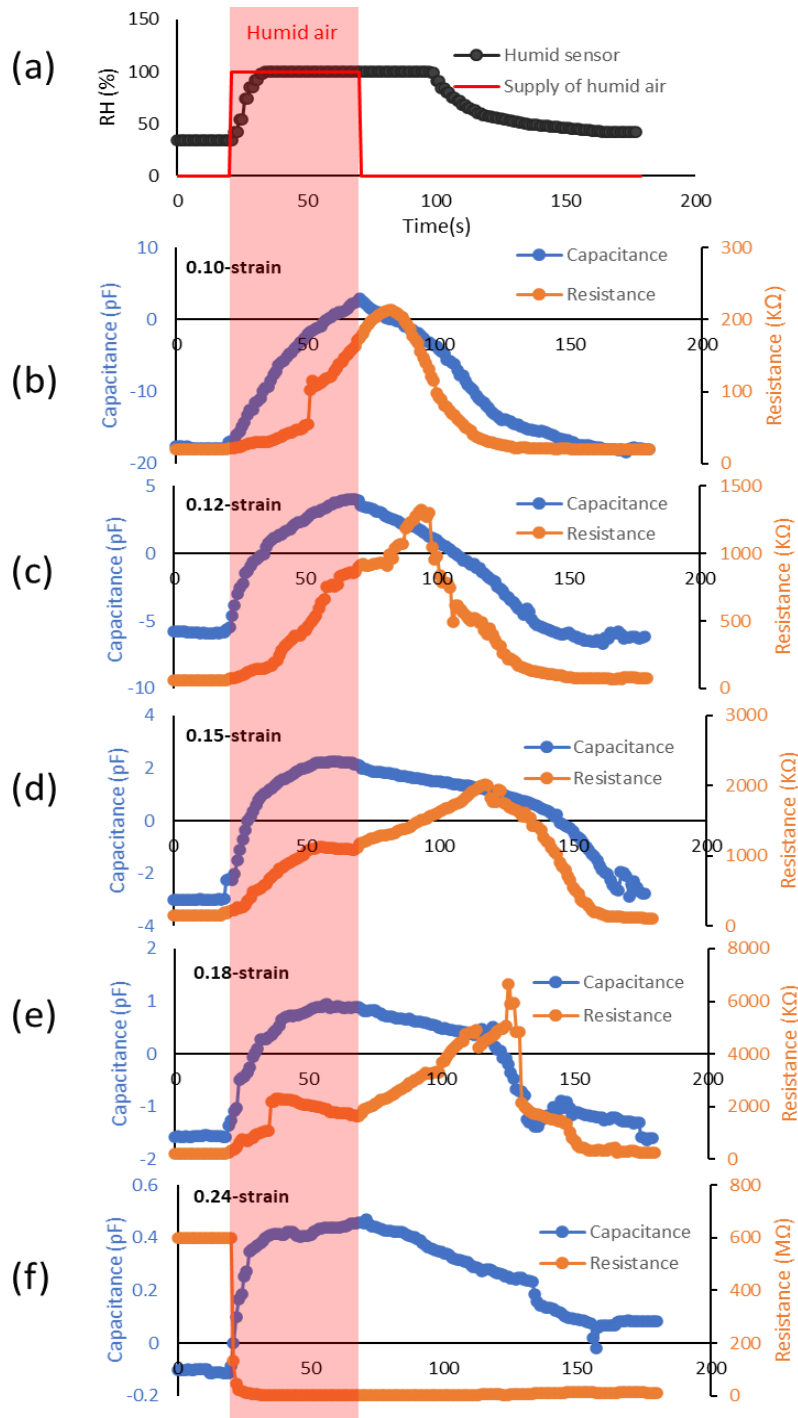 (a)
150
100
50
0
RH (%)
Humid air
Humid sensor
Supply of humid air
0
50
100
150
200
Time(s)
(b)
0.10-strain
10
0
-10
-20
Capacitance (pF)
Capacitance
Resistance
0
50
100
150
200
300
200
100
0
Resistance (KΩ)
(c)
0.12-strain
5
0
-5
-10
Capacitance (pF)
Capacitance
Resistance
0
50
100
150
200
1500
1000
500
0
Resistance (KΩ)
(d)
0.15-strain
4
2
0
-2
-4
Capacitance (pF)
Capacitance
Resistance
0
50
100
150
200
3000
2000
1000
0
Resistance (KΩ)
(e)
0.18-strain
2
1
0
-1
-2
Capacitance (pF)
Capacitance
Resistance
0
50
100
150
200
8000
6000
4000
2000
0
Resistance (KΩ)
(f)
0.24-strain
0.6
0.4
0.2
0
-0.2
Capacitance (pF)
Capacitance
Resistance
0
50
100
150
200
800
600
400
200
0
Resistance (MΩ)